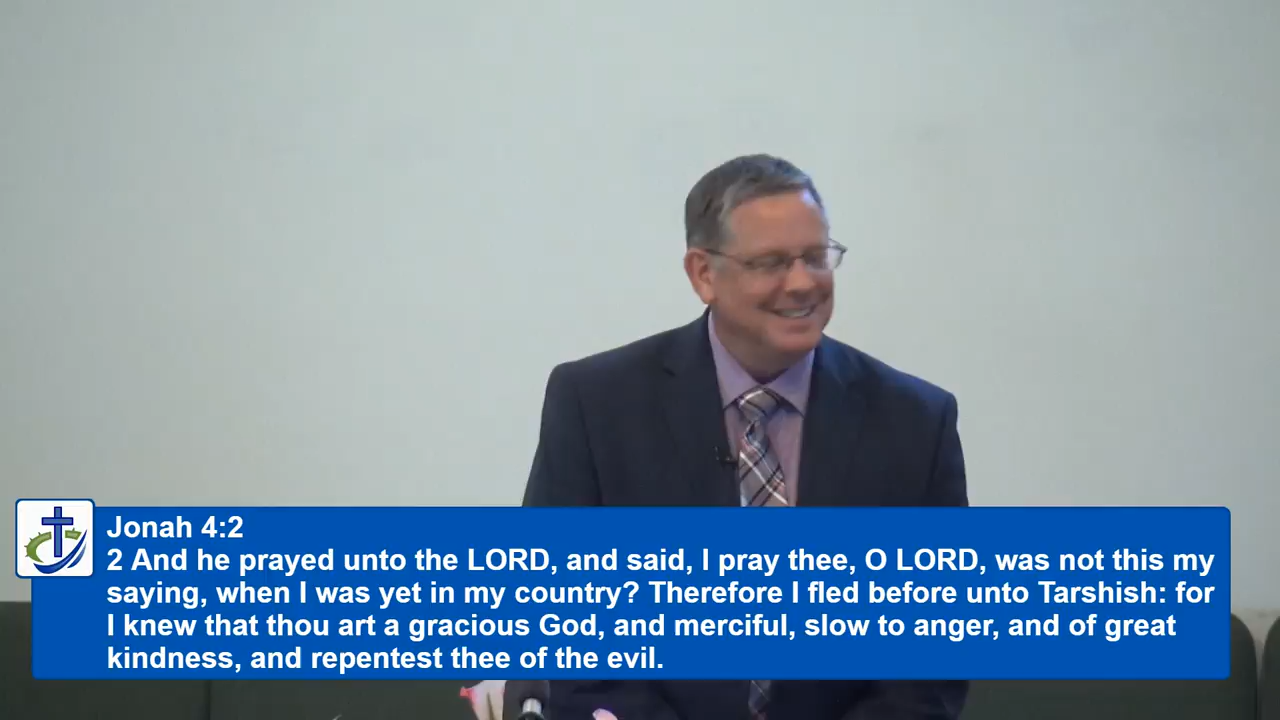 Jonah 4:2
2 And he prayed unto the LORD, and said, I pray thee, O LORD, was not this my
saying, when I was yet in my country? Therefore I fled before unto Tarshish: for
I knew that thou art a gracious God, and merciful, slow to anger, and of great
kindness, and repentest thee of the evil.